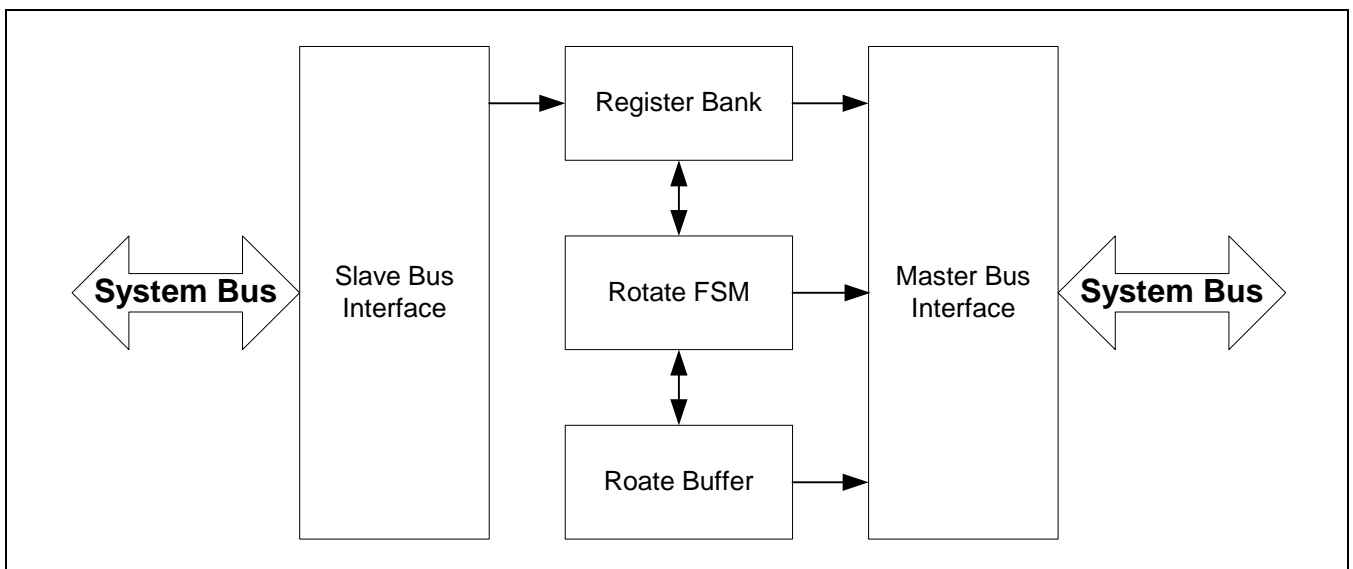 Register Bank
System Bus
Slave Bus
Interface
Rotate FSM
Master Bus
Interface
System Bus
Roate Buffer